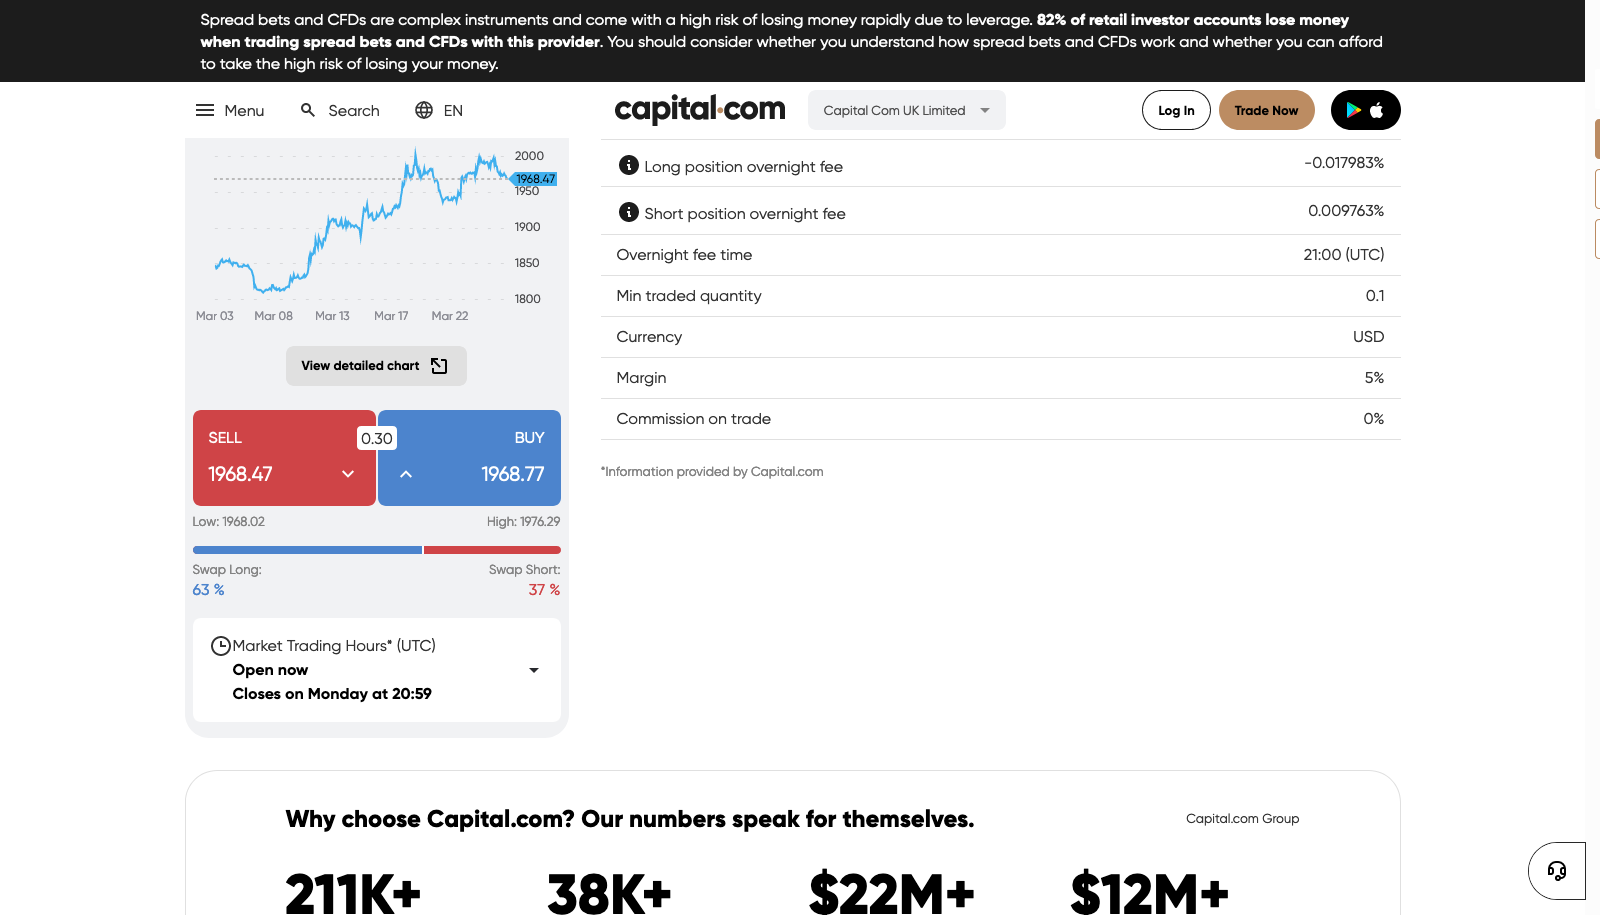 Spread bets and CFDs are complex instruments and come with a high risk of losing money rapidly due to leverage. 82% of retail investor accounts lose money
when trading spread bets and CFDs with this provider. You should consider whether you understand how spread bets and CFDs work and whether you can afford
to take the high risk of losing your money.
Menu
Search
EN
capital.com
Capital Com UK Limited
Log In
Trade Now
2000
1968.47
1950
1900
1850
1800
Mar 03 Mar 08 Mar 13 Mar 17 Mar 22
View detailed chart
SELL
0.30
BUY
1968.47
1968.77
Low: 1968.02
High: 1976.29
Swap Long:
Swap Short:
63 %
37 %
Market Trading Hours* (UTC)
Open now
Closes on Monday at 20:59
Long position overnight fee -0.017983%
Short position overnight fee 0.009763%
Overnight fee time 21:00 (UTC)
Min traded quantity 0.1
Currency USD
Margin 5%
Commission on trade 0%
*Information provided by Capital.com
Why choose Capital.com? Our numbers speak for themselves.
Capital.com Group
211K+
38K+
$22M+
$12M+